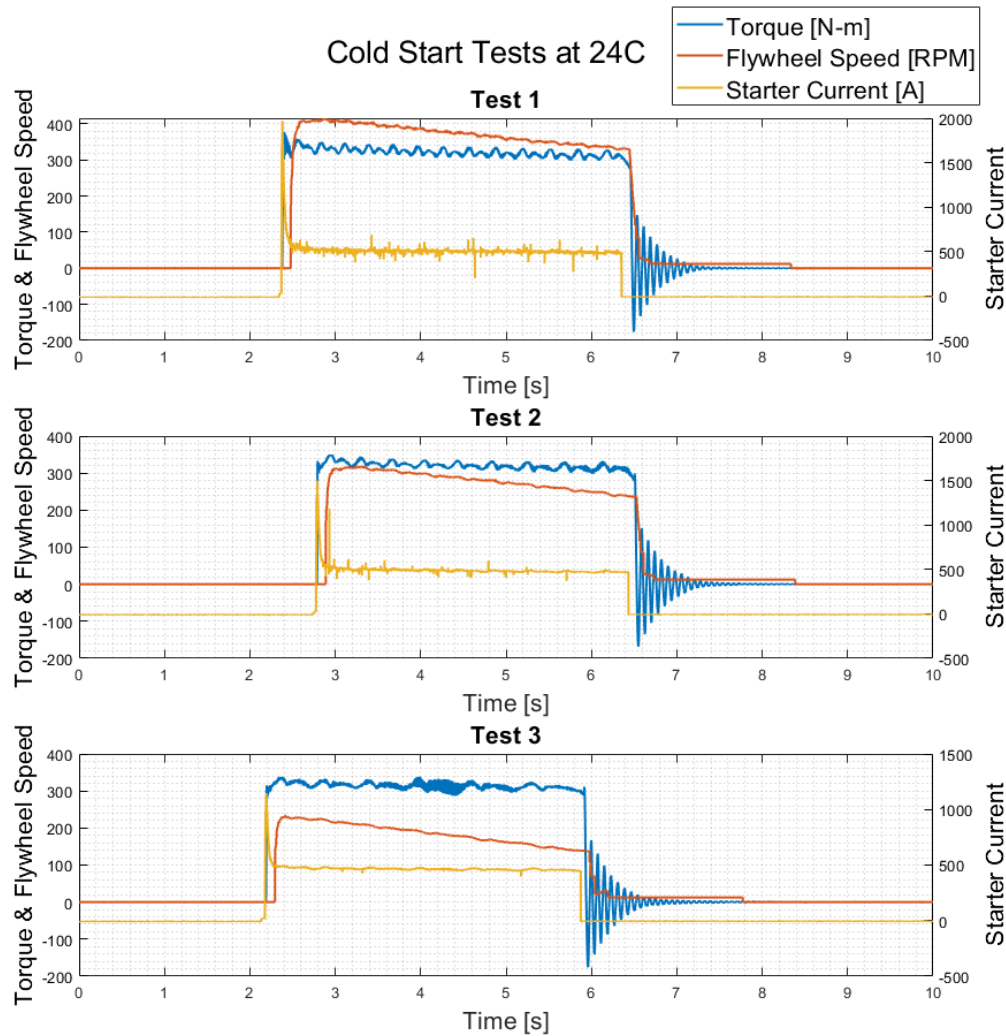 Cold Start Tests at 24C
Torque [N-m]
Flywheel Speed [RPM]
Starter Current [A]
Test 1
Torque & Flywheel Speed
400
300
200
100
0
-100
-200
2000
1500
1000
500
0
-500
Starter Current
0 1 2 3 4 5 6 7 8 9 10
Time [s]
Test 2
Torque & Flywheel Speed
400
300
200
100
0
-100
-200
2000
1500
1000
500
0
-500
Starter Current
0 1 2 3 4 5 6 7 8 9 10
Time [s]
Test 3
Torque & Flywheel Speed
400
300
200
100
0
-100
-200
1500
1000
500
0
-500
Starter Current
0 1 2 3 4 5 6 7 8 9 10
Time [s]